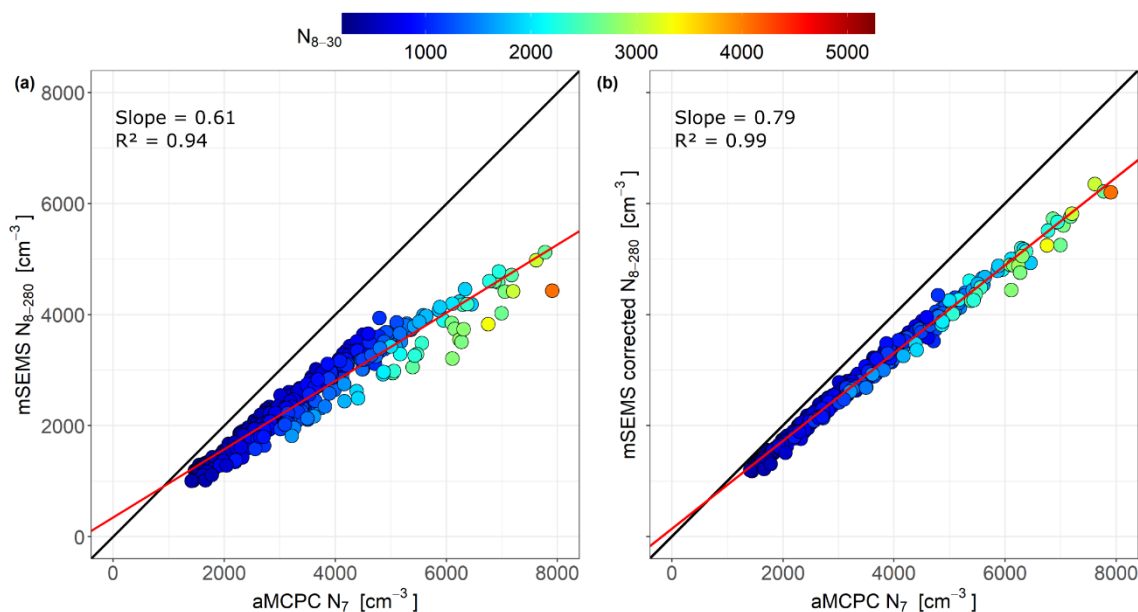 N₈₋₃₀
1000 2000 3000 4000 5000
(a)
Slope = 0.61
R² = 0.94
mSEMS N₈₋₂₈₀ [cm⁻³]
8000
6000
4000
2000
0
0 2000 4000 6000 8000
aMCPC N₇ [cm⁻³]
(b)
Slope = 0.79
R² = 0.99
mSEMS corrected N₈₋₂₈₀ [cm⁻³]
0 2000 4000 6000 8000
aMCPC N₇ [cm⁻³]